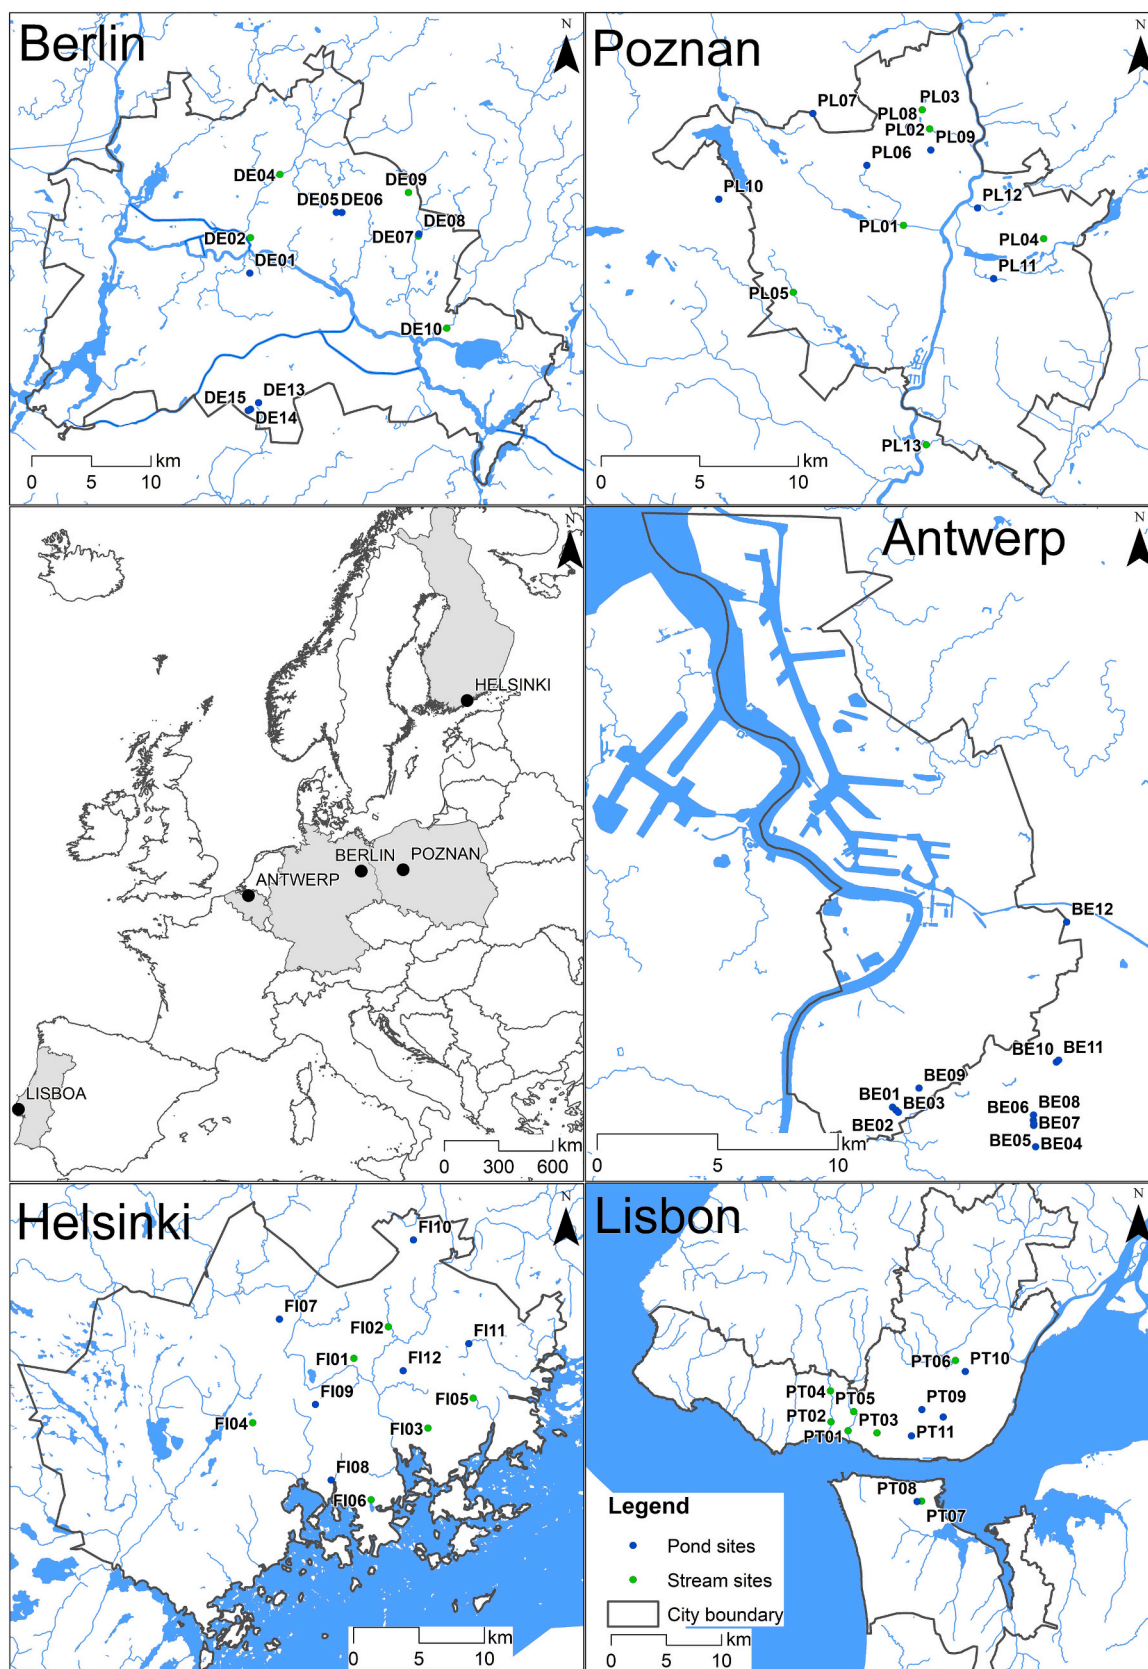 Berlin
N
DE04
DE09
DE05 DE06
DE08
DE02
DE07
DE01
DE10
DE13
DE15
DE14
km
0 5 10
Poznan
N
PL07
PL03
PL08
PL02
PL09
PL06
PL10
PL12
PL01
PL04
PL11
PL05
PL13
km
0 5 10
N
HELSINKI
BERLIN
POZNAN
ANTWERP
LISBOA
km
0 300 600
Antwerp
N
BE12
BE10
BE11
BE09
BE01
BE03
BE08
BE06
BE02
BE07
BE05
BE04
km
0 5 10
Helsinki
N
FI10
FI07
FI02
FI11
FI01
FI12
FI05
FI09
FI04
FI03
FI08
FI06
km
0 5 10
Lisbon
N
PT06
PT10
PT04
PT05
PT09
PT02
PT03
PT01
PT11
PT08
PT07
Legend
Pond sites
Stream sites
City boundary
km
0 5 10